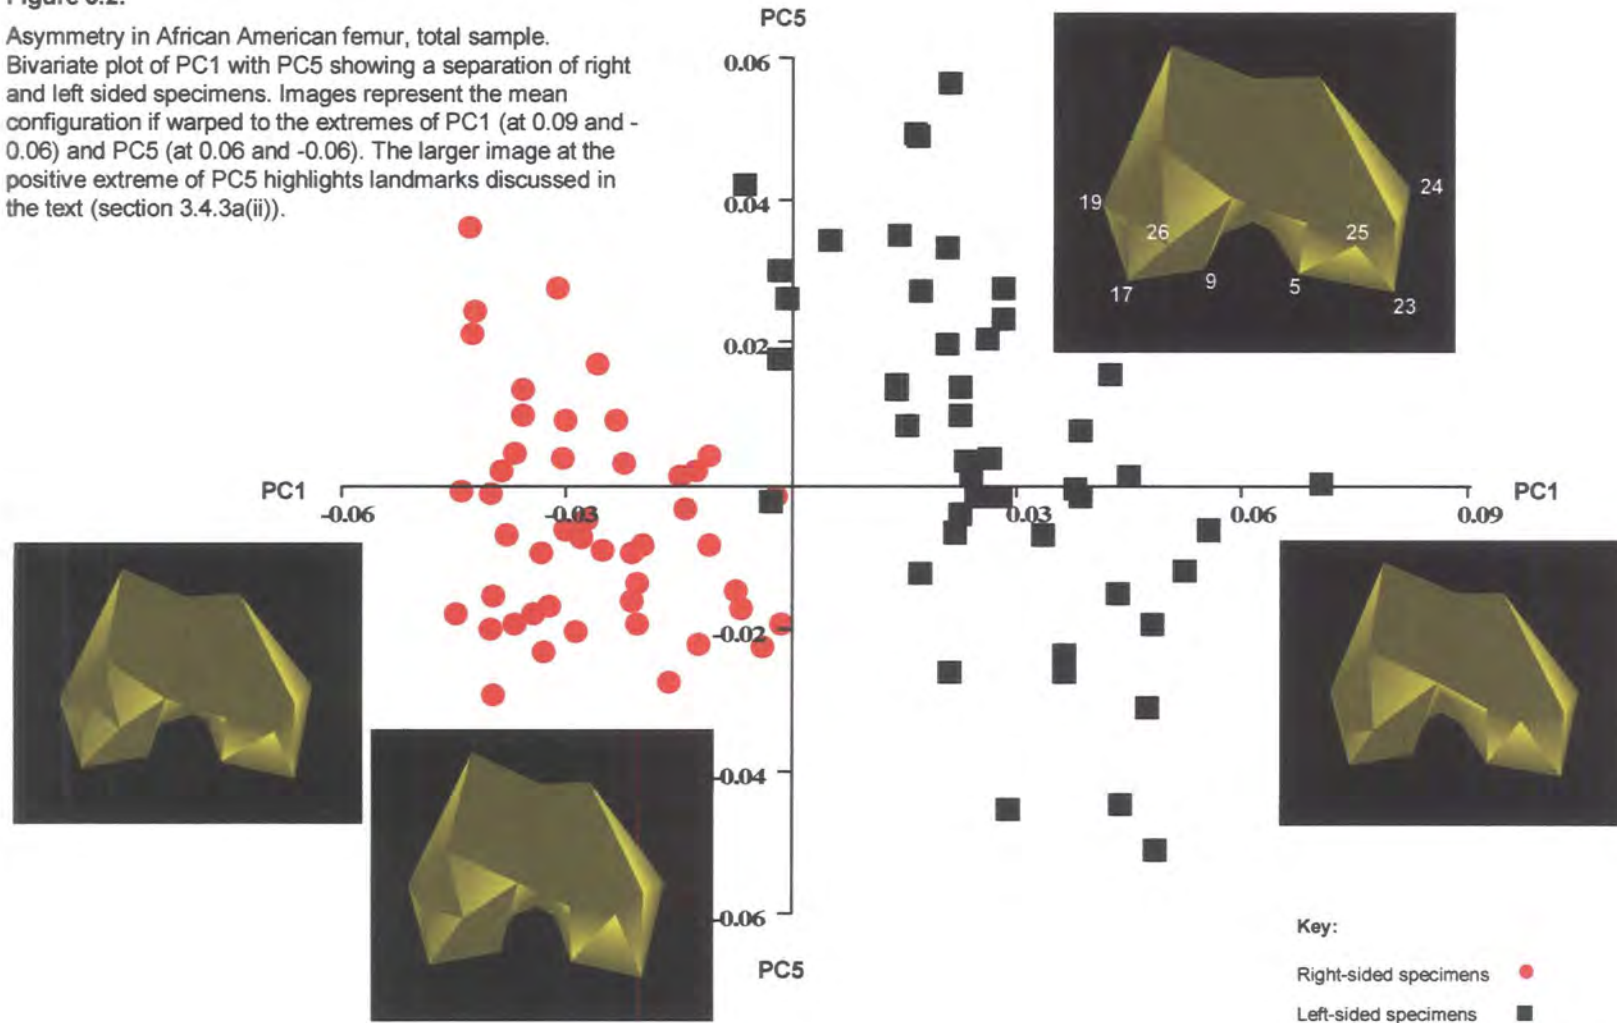 Asymmetry in African American femur, total sample.
Bivariate plot of PC1 with PC5 showing a separation of right
and left sided specimens. Images represent the mean
configuration if warped to the extremes of PC1 (at 0.09 and -
0.06) and PC5 (at 0.06 and -0.06). The larger image at the
positive extreme of PC5 highlights landmarks discussed in
the text (section 3.4.3a(ii)).
PC5
0.06
0.04
0.02
19
26
17
9
5
25
24
23
PC1
-0.06
-0.03
0.03
0.06
0.09
PC1
-0.02
-0.04
-0.06
PC5
Key:
Right-sided specimens
Left-sided specimens